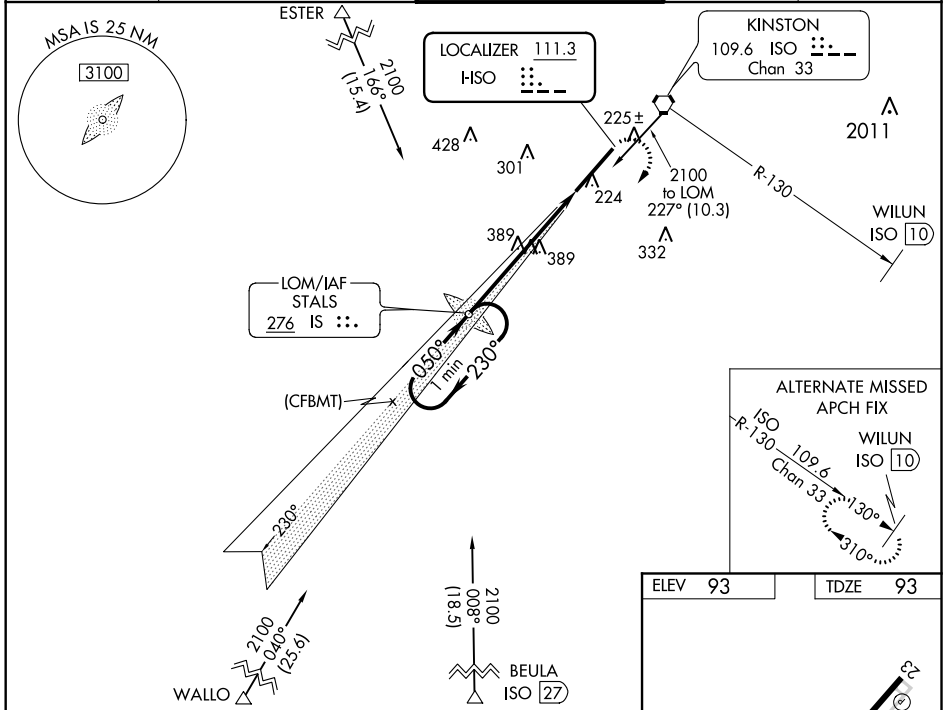 MSA IS 25 NM
3100
ESTER
2100
166°
(15.4)
LOCALIZER 111.3
I-ISO
KINSTON
109.6 ISO
Chan 33
2011
428
301
225±
224
2100
to LOM
227° (10.3)
R-130
WILUN
ISO 10
332
389
389
LOM/IAF
STALS
276 IS
050°
1 min
230°
(CFBMT)
230°
ALTERNATE MISSED
APCH FIX
ISO
R-130
109.6
Chan 33
WILUN
ISO 10
130°
310°
2100
040°
(25.6)
WALLO
2100
008°
(18.5)
BEULA
ISO 27
ELEV 93
TDZE 93
23
P